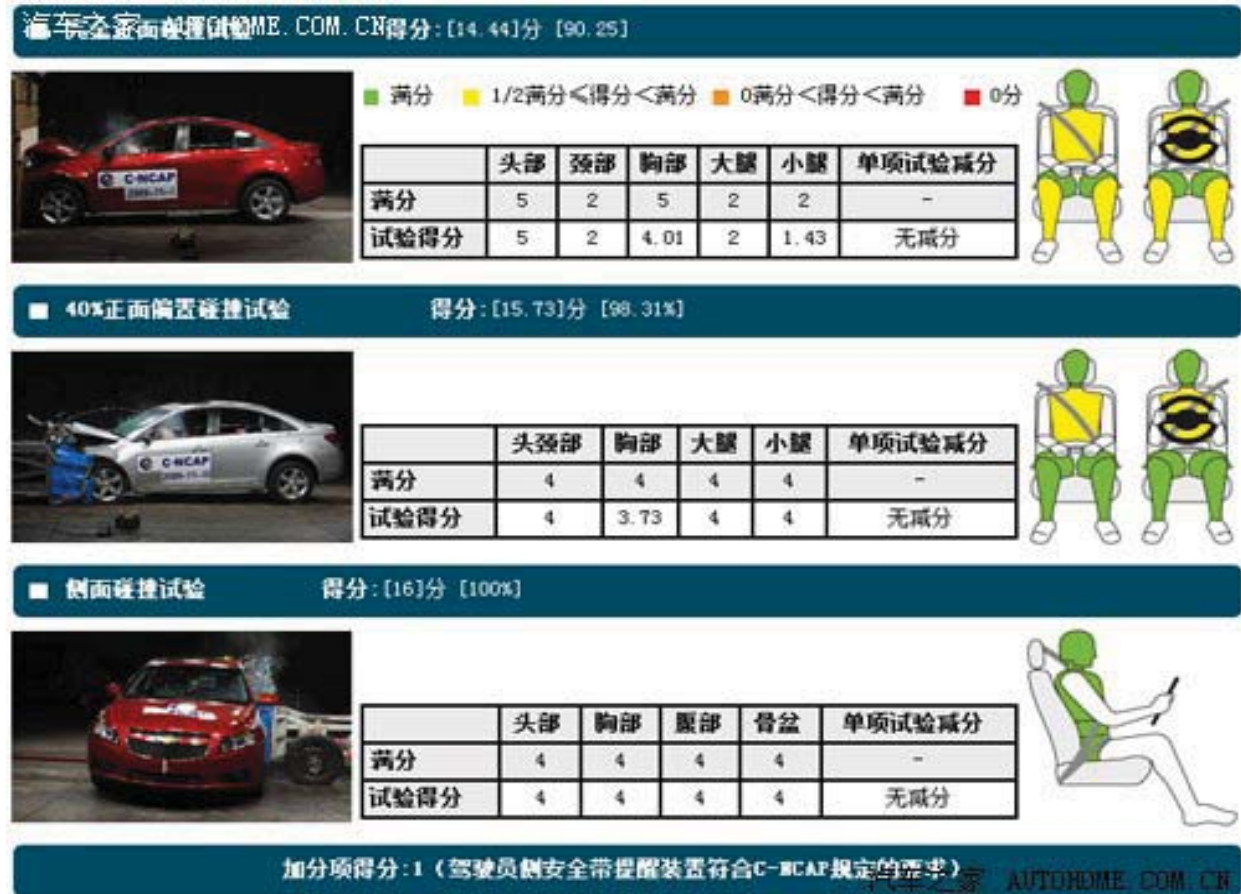 汽车之家 AUTOHOME.COM.CN
完全正面碰撞试验 得分:[14.44]分 [90.25]
满分 1/2满分≤得分<满分 0满分<得分<满分 0分
头部 颈部 胸部 大腿 小腿 单项试验减分
满分 5 2 5 2 2 -
试验得分 5 2 4.01 2 1.43 无减分
C-NCAP
40%正面偏置碰撞试验 得分:[15.73]分 [98.31%]
头颈部 胸部 大腿 小腿 单项试验减分
满分 4 4 4 4 -
试验得分 4 3.73 4 4 无减分
C-NCAP
侧面碰撞试验 得分:[16]分 [100%]
头部 胸部 腹部 骨盆 单项试验减分
满分 4 4 4 4 -
试验得分 4 4 4 4 无减分
加分项得分:1(驾驶员侧安全带提醒装置符合C-NCAP规定的要求)
汽车之家 AUTOHOME.COM.CN